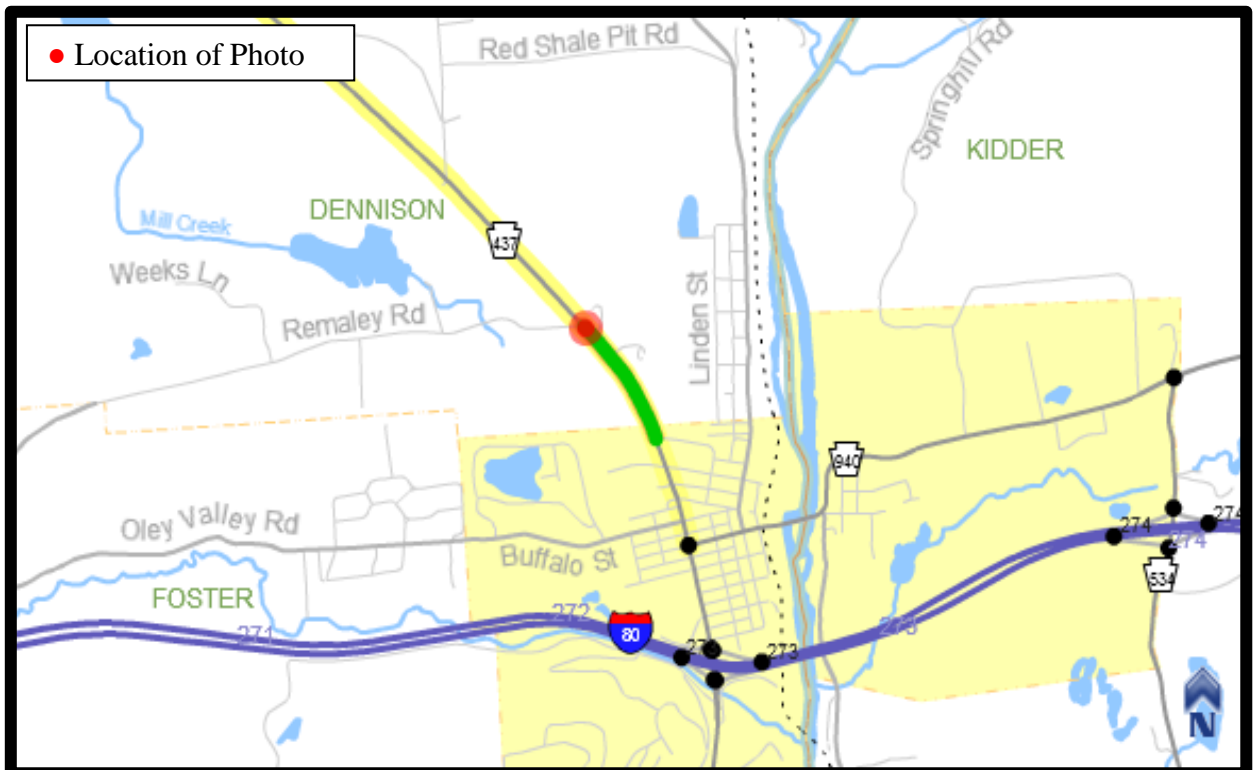 ● Location of Photo
Red Shale Pit Rd
Springhill Rd
KIDDER
DENNISON
Mill Creek
437
Weeks Ln
Linden St
Remaley Rd
940
Oley Valley Rd
274
274
Buffalo St
274
534
FOSTER
272
273
271
80
273
N